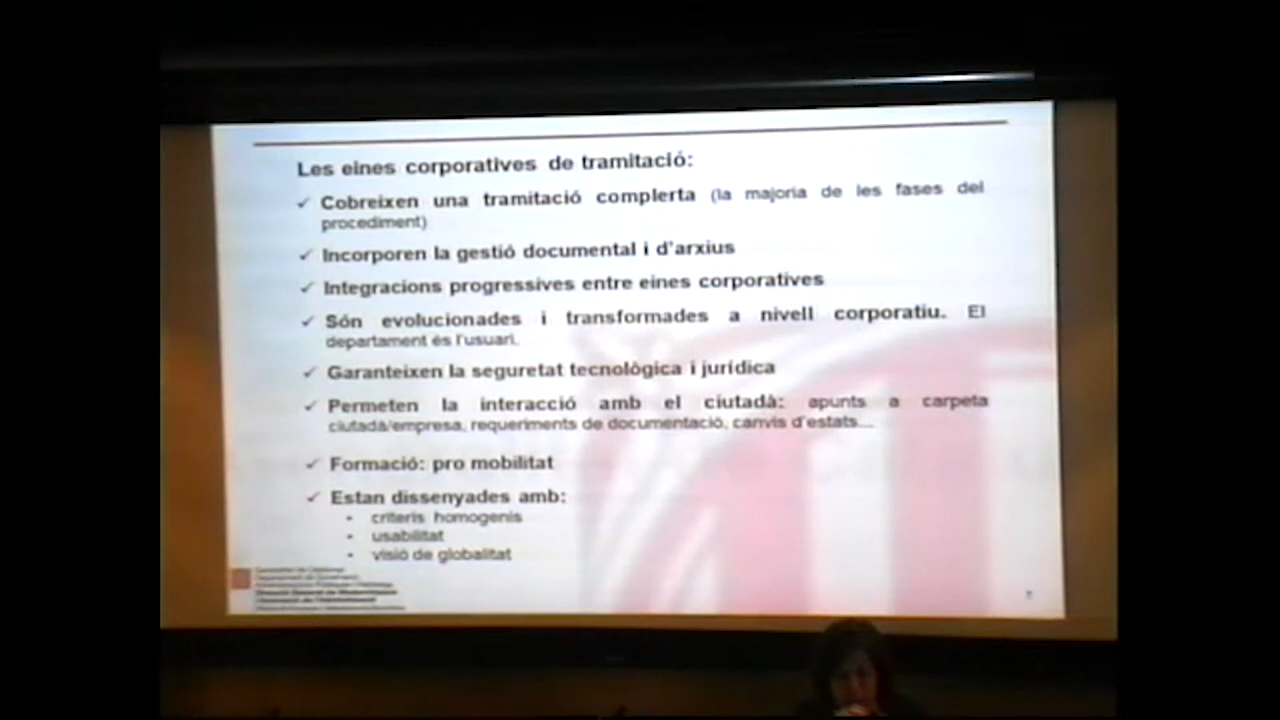 Les eines corporatives de tramitació:
✓ Cobreixen una tramitació complerta (la majoria de les fases del
procediment)
✓ Incorporen la gestió documental i d'arxius
✓ Integracions progressives entre eines corporatives
✓ Són evolucionades i transformades a nivell corporatiu. El
departament és l'usuari.
✓ Garanteixen la seguretat tecnològica i jurídica
✓ Permeten la interacció amb el ciutadà: apunts a carpeta
ciutadà/empresa, requeriments de documentació, canvis d'estats...
✓ Formació: pro mobilitat
✓ Estan dissenyades amb:
• criteris homogenis
• usabilitat
• visió de globalitat